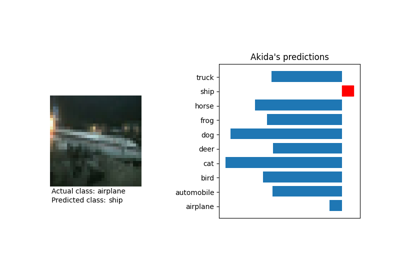 Akida's predictions
truck
ship
horse
frog
dog
deer
cat
bird
automobile
airplane
Actual class: airplane
Predicted class: ship